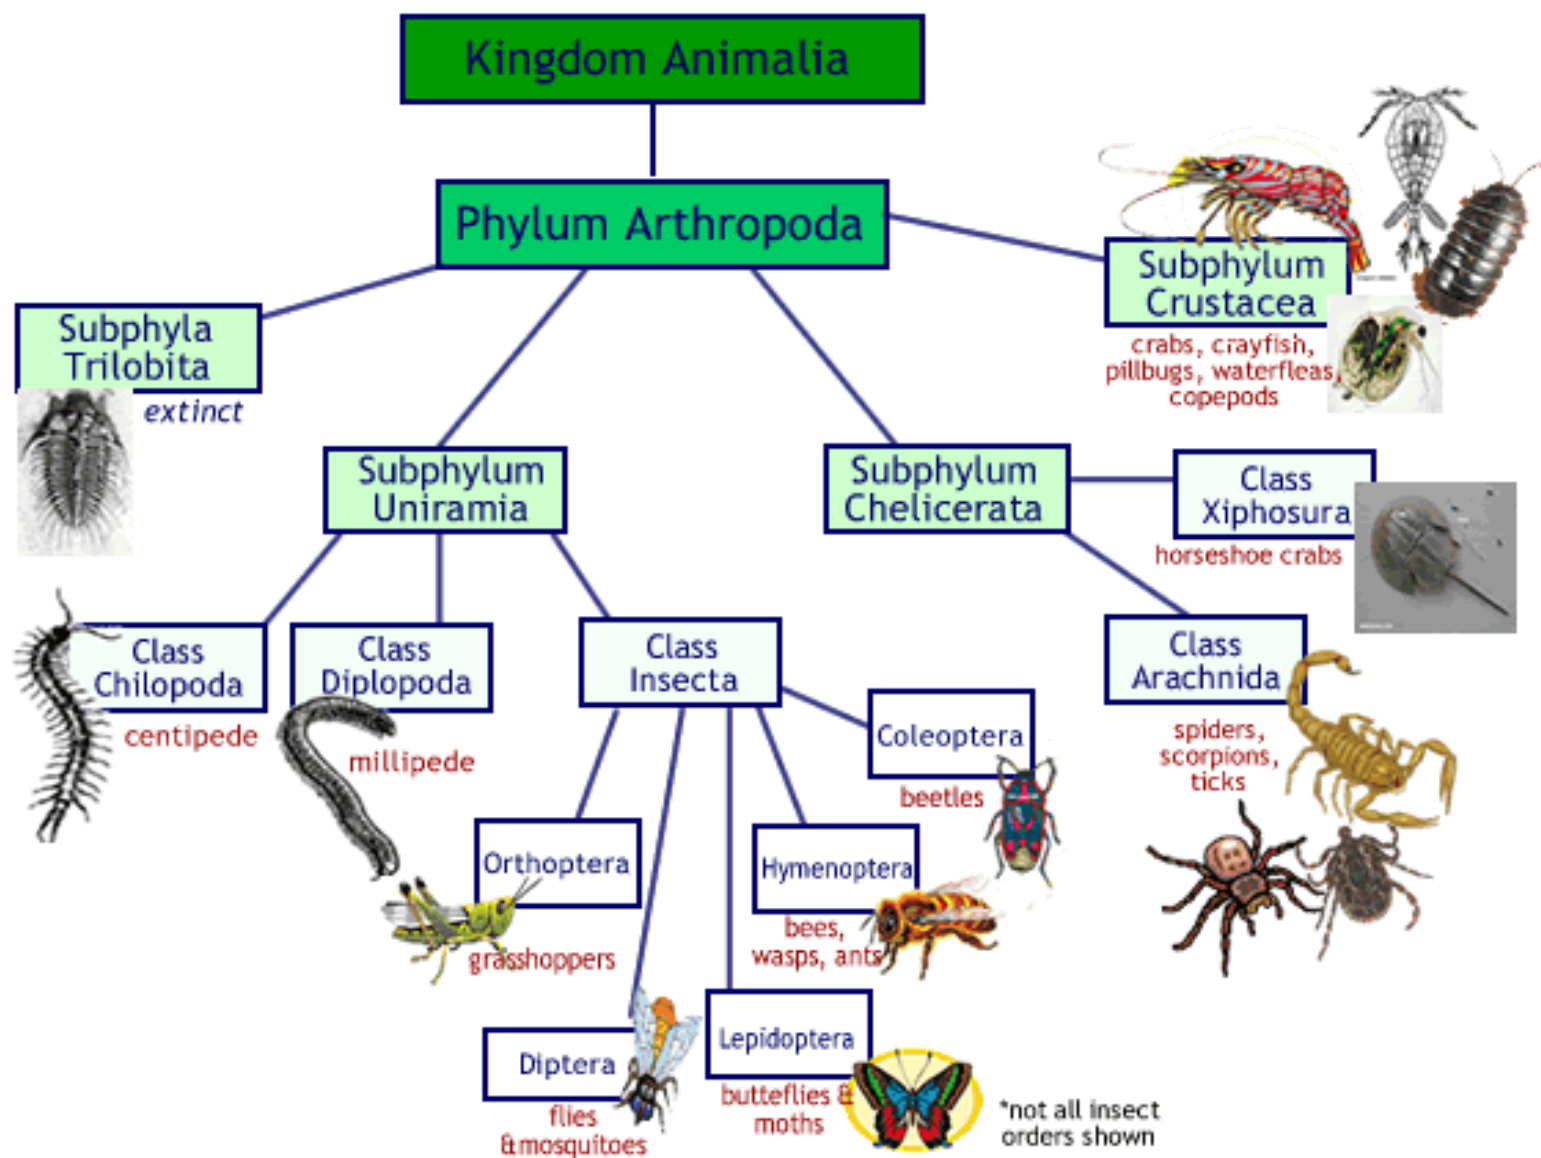 Kingdom Animalia
Phylum Arthropoda
Subphylum
Crustacea
crabs, crayfish,
pillbugs, waterfleas,
copepods
Subphyla
Trilobita
extinct
Subphylum
Uniramia
Subphylum
Chelicerata
Class
Xiphosura
horseshoe crabs
Class
Chilopoda
centipede
Class
Diplopoda
millipede
Class
Insecta
Class
Arachnida
spiders,
scorpions,
ticks
Coleoptera
beetles
Orthoptera
grasshoppers
Hymenoptera
bees,
wasps, ants
Diptera
flies
&mosquitoes
Lepidoptera
butteflies &
moths
*not all insect
orders shown